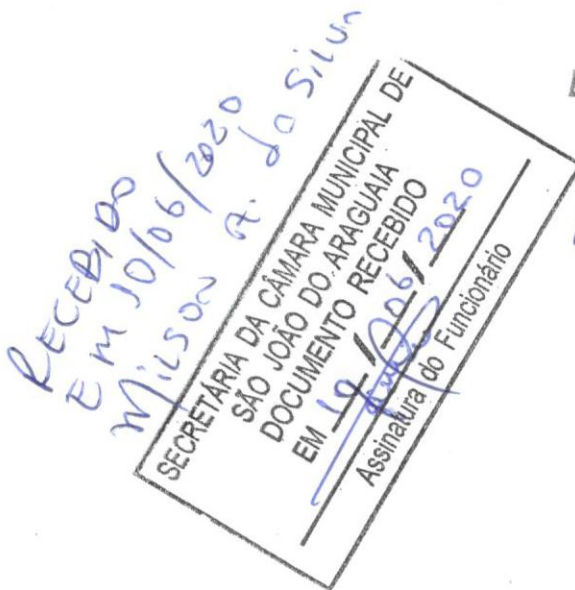 RECEBIDO
EM 10/06/2020
Milson A. da Silva
SECRETÁRIA DA CÂMARA MUNICIPAL DE
SÃO JOÃO DO ARAGUAIA
DOCUMENTO RECEBIDO
EM 10/06/2020
Assinatura do Funcionário